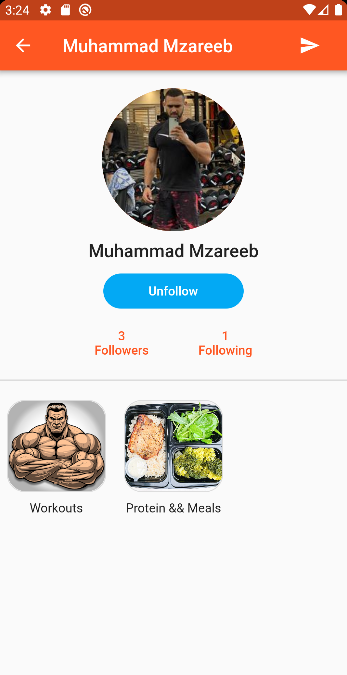 3:24
Muhammad Mzareeb
Muhammad Mzareeb
Unfollow
3 1
Followers Following
Workouts Protein && Meals